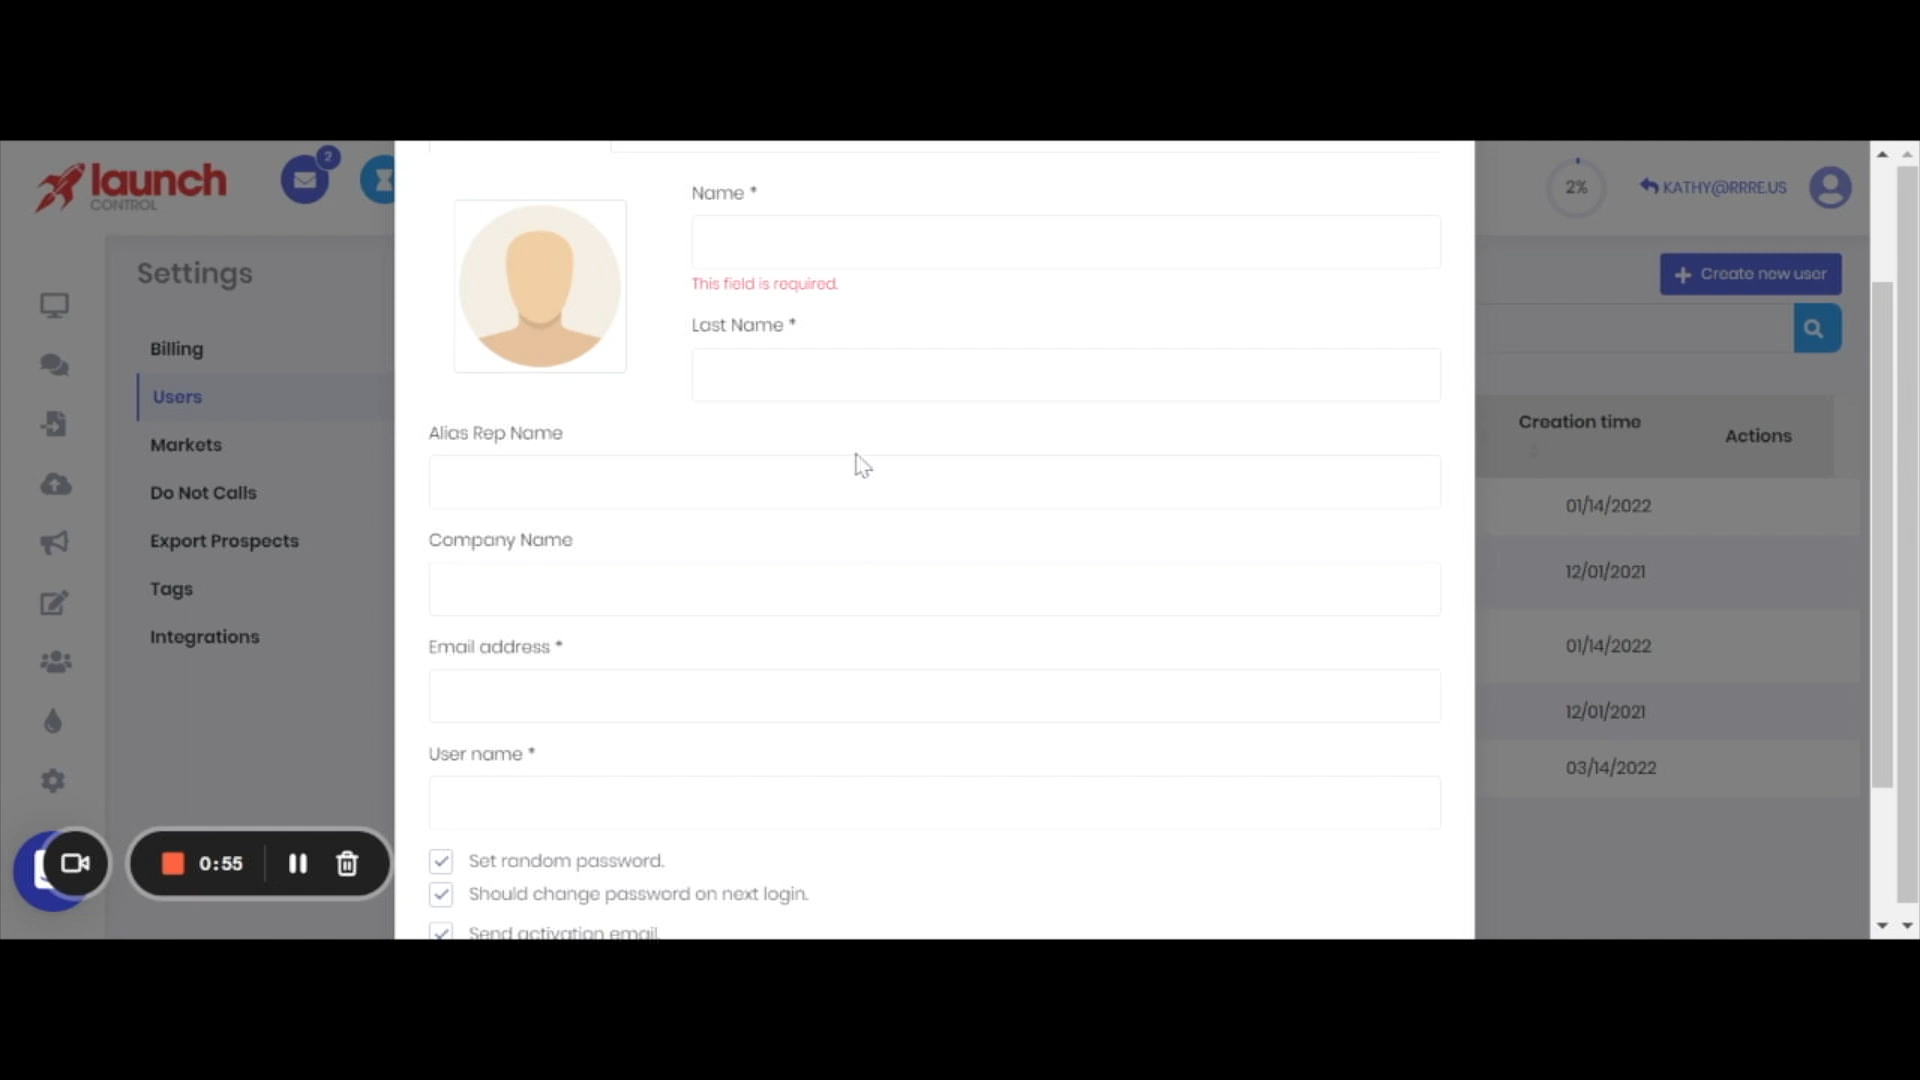 launch
CONTROL
2
2%
KATHY@RRRE.US
Settings
Billing
Users
Markets
Do Not Calls
Export Prospects
Tags
Integrations
Name *
This field is required.
Last Name *
Alias Rep Name
Company Name
Email address *
User name *
Set random password.
Should change password on next login.
Send activation email.
Create new user
Creation time
Actions
01/14/2022
12/01/2021
01/14/2022
12/01/2021
03/14/2022
0:55